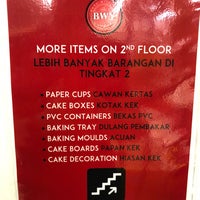 BWY
MORE ITEMS ON 2ND FLOOR
LEBIH BANYAK BARANGAN DI
TINGKAT 2
• PAPER CUPS CAWAN KERTAS
• CAKE BOXES KOTAK KEK
• PVC CONTAINERS BEKAS PVC
• BAKING TRAY DULANG PEMBAKAR
• BAKING MOULDS ACUAN
• CAKE BOARDS PAPAN KEK
• CAKE DECORATION HIASAN KEK